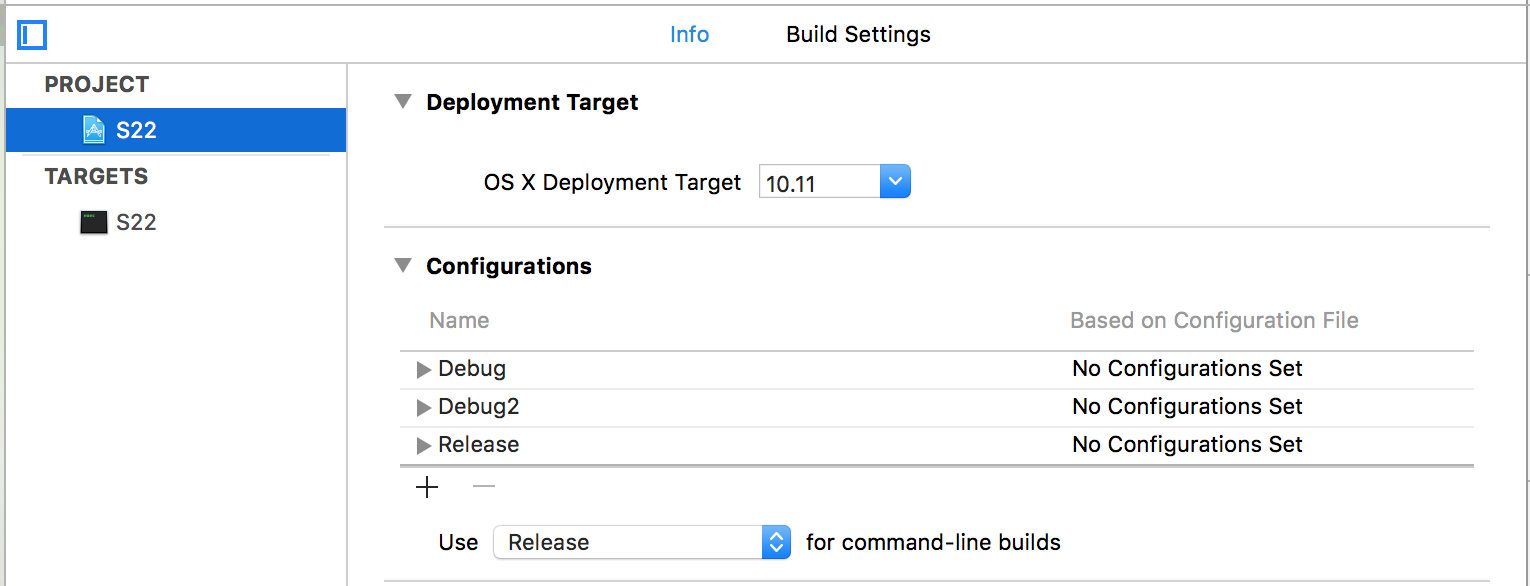 Info Build Settings
PROJECT
S22
TARGETS
S22
Deployment Target
OS X Deployment Target 10.11
Configurations
Name Based on Configuration File
Debug No Configurations Set
Debug2 No Configurations Set
Release No Configurations Set
Use Release for command-line builds